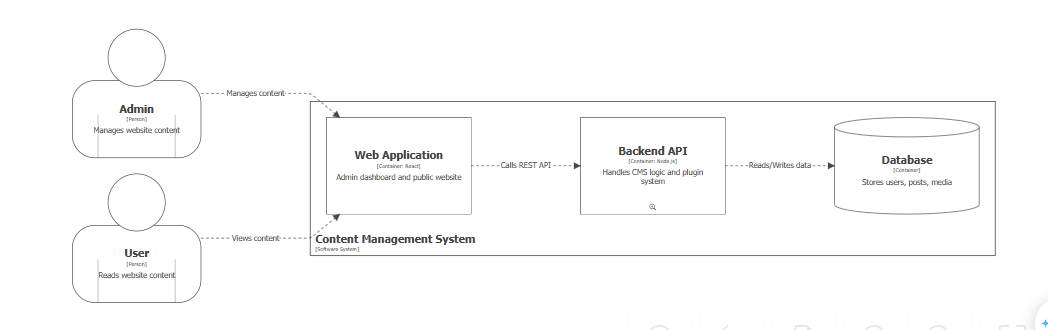 Admin
[Person]
Manages website content
Manages content
Web Application
[Container: React]
Admin dashboard and public website
Calls REST API
Backend API
[Container: Node.js]
Handles CMS logic and plugin
system
Reads/Writes data
Database
[Container]
Stores users, posts, media
User
[Person]
Reads website content
Views content
Content Management System
[Software System]